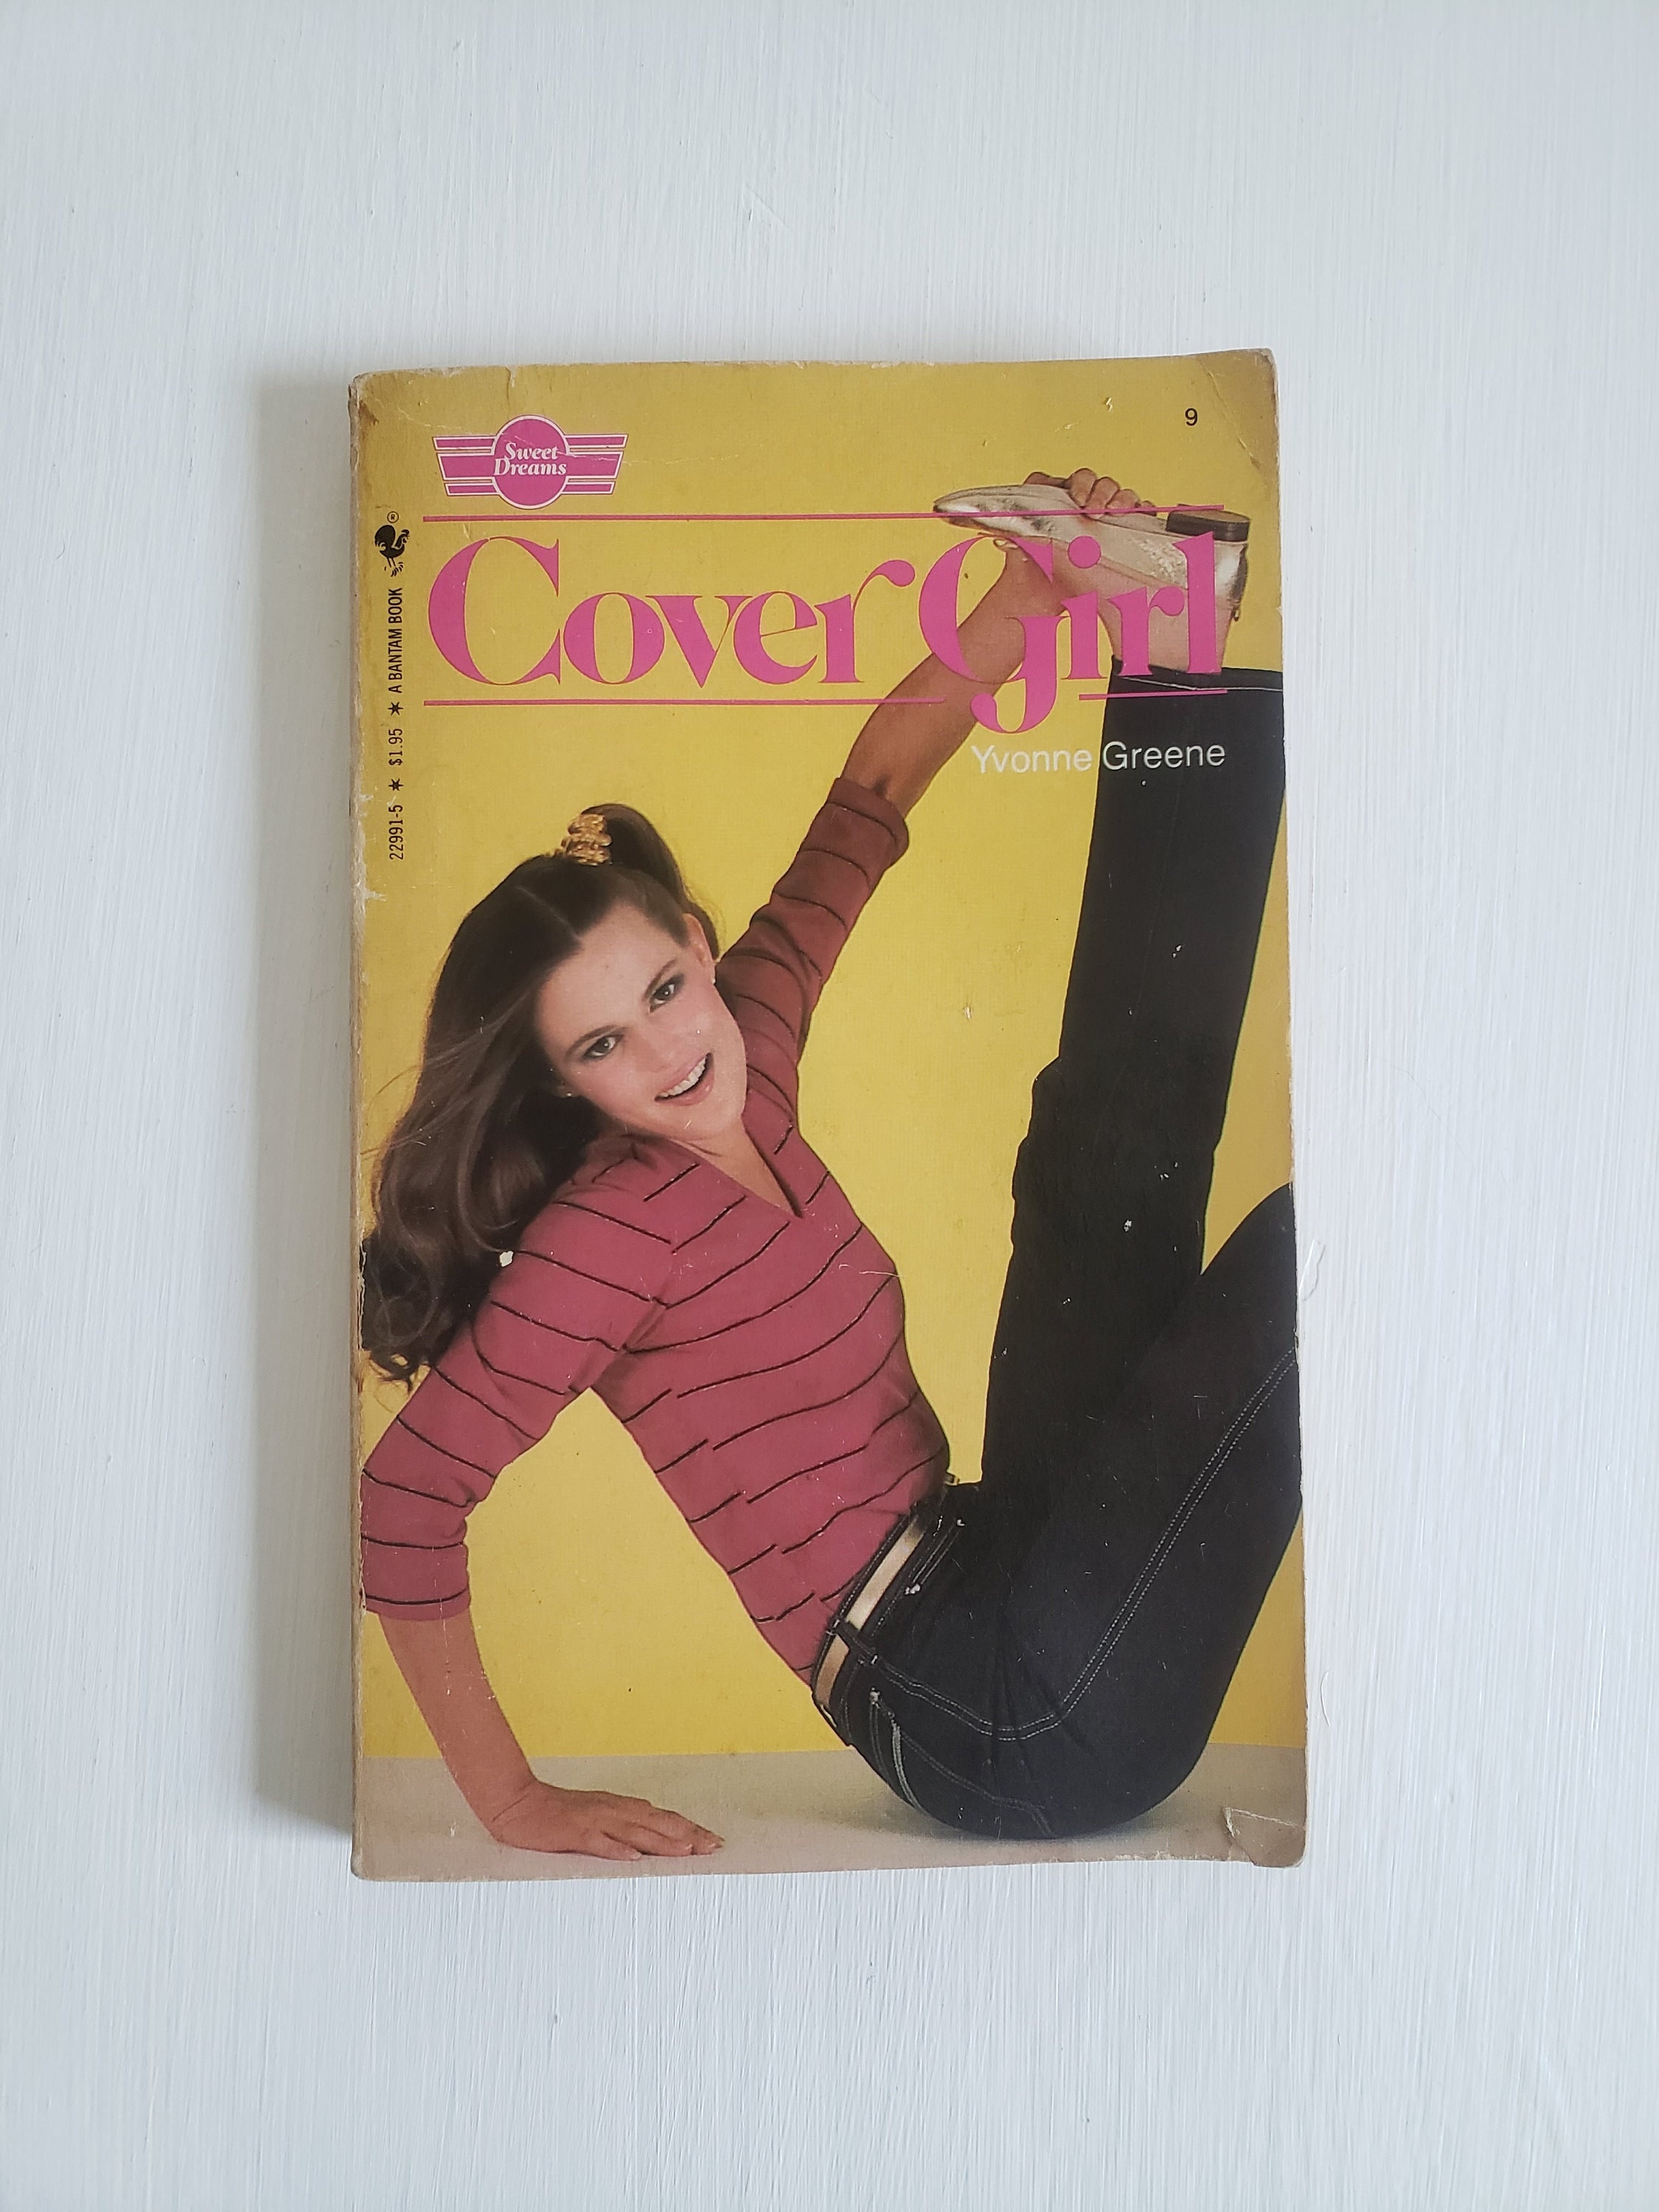 9
Sweet
Dreams
®
Cover Girl
Yvonne Greene
22991-5 ★ $1.95 ★ A BANTAM BOOK